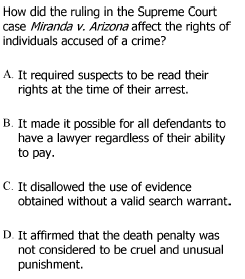 How did the ruling in the Supreme Court
case Miranda v. Arizona affect the rights of
individuals accused of a crime?
A. It required suspects to be read their
rights at the time of their arrest.
B. It made it possible for all defendants to
have a lawyer regardless of their ability
to pay.
C. It disallowed the use of evidence
obtained without a valid search warrant.
D. It affirmed that the death penalty was
not considered to be cruel and unusual
punishment.